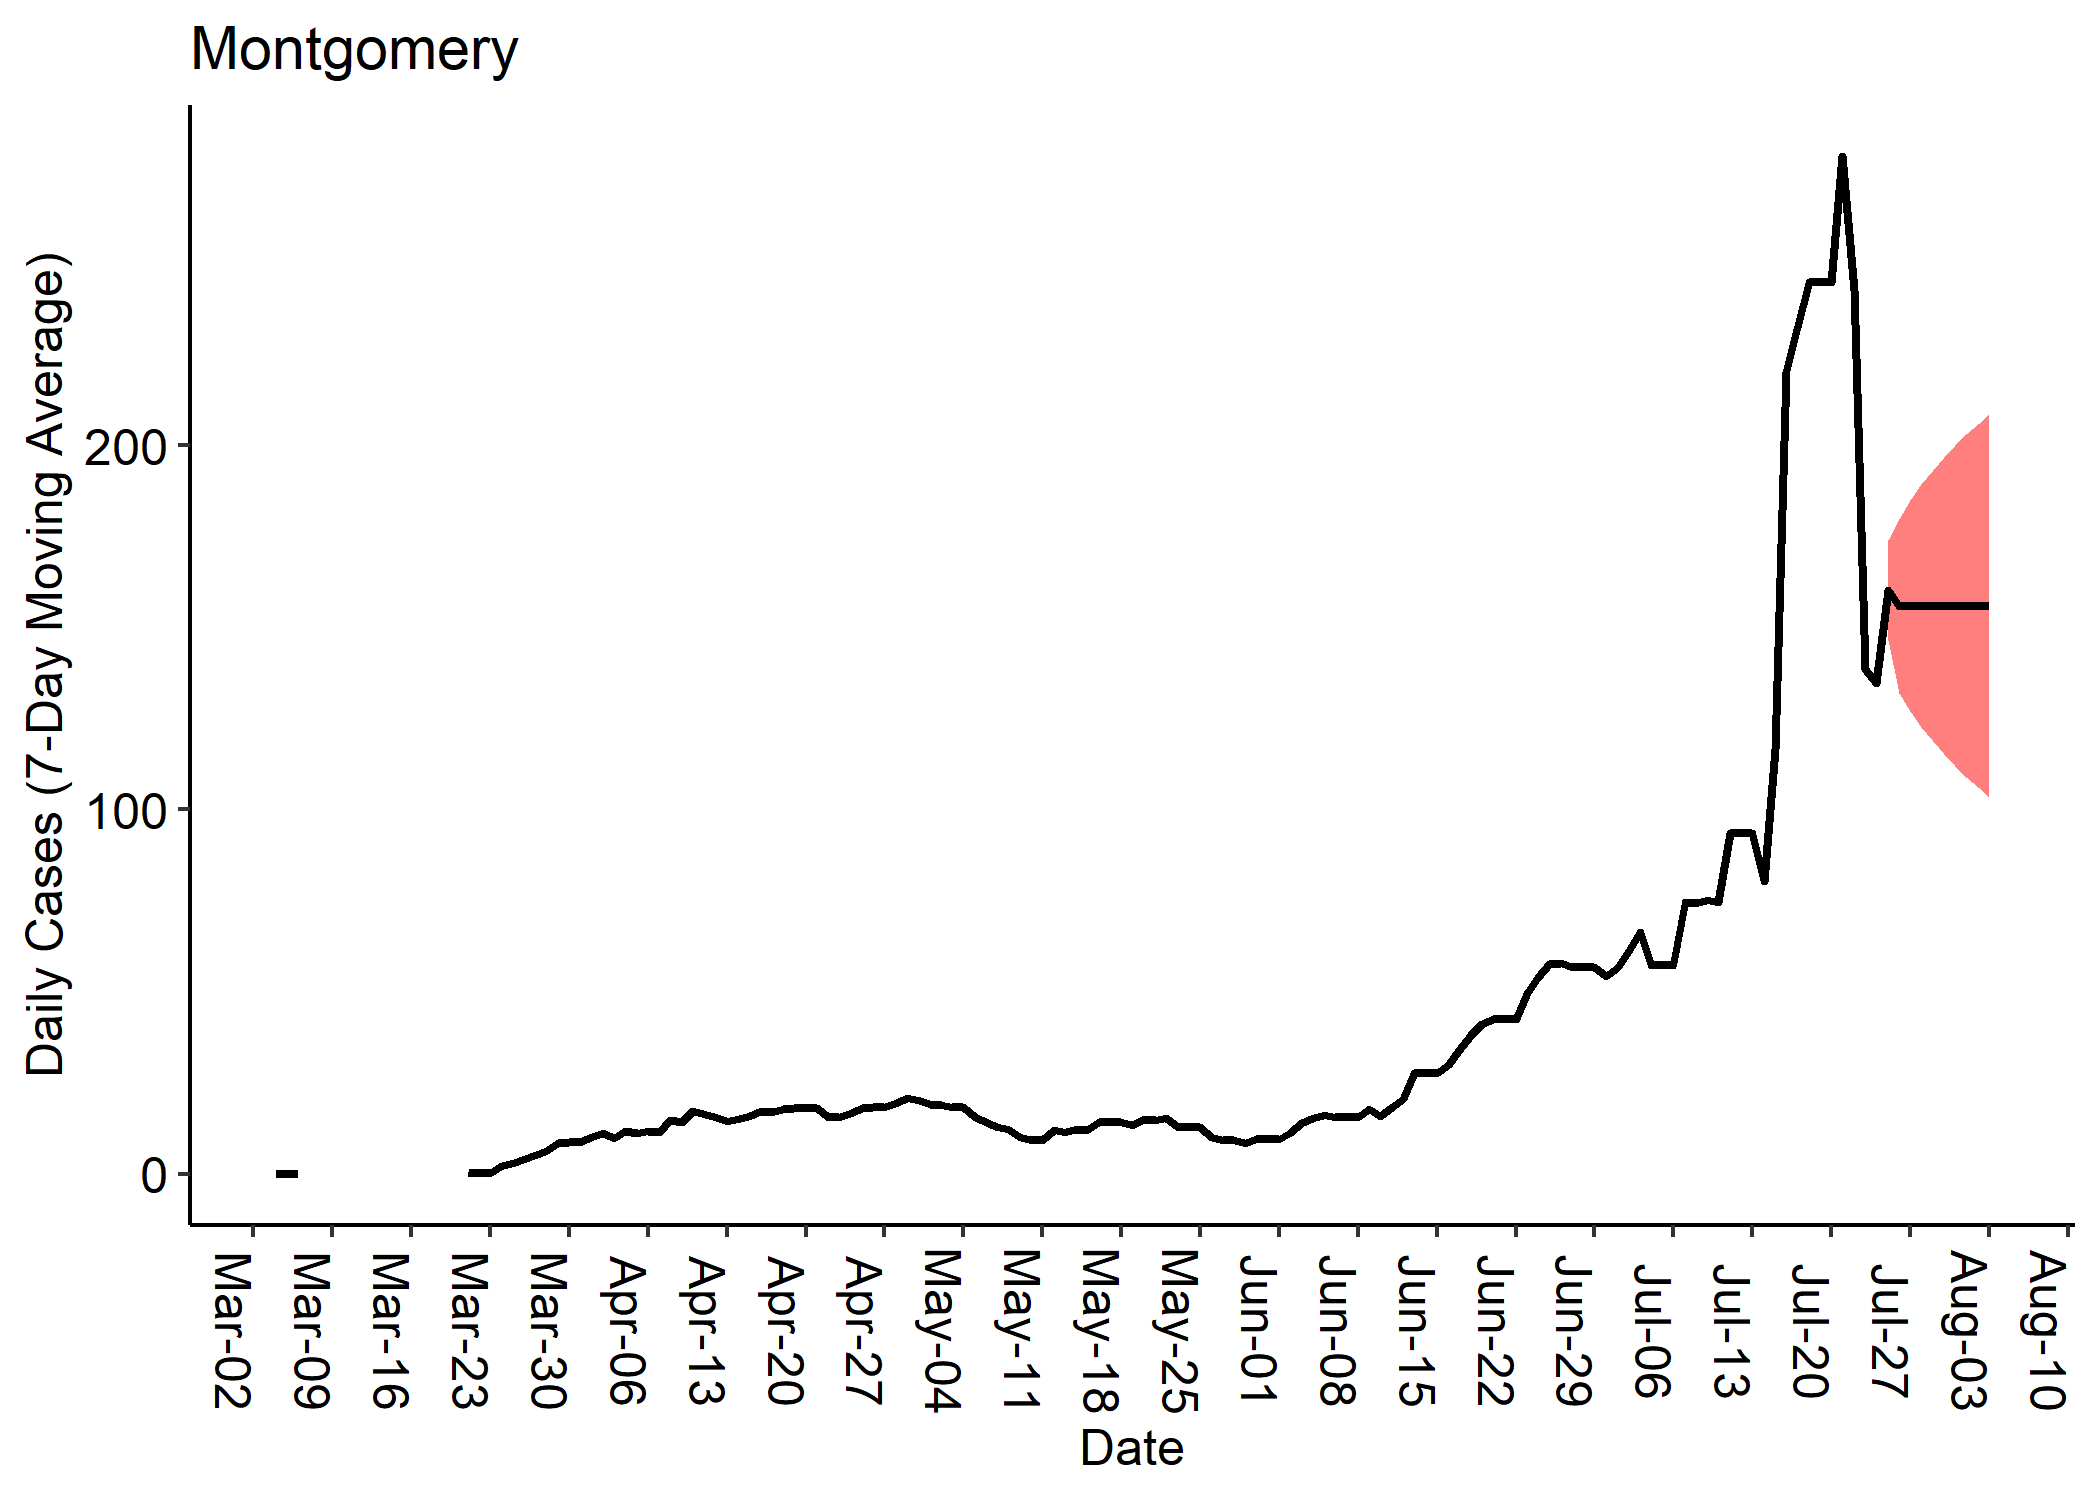 Montgomery
Daily Cases (7-Day Moving Average)
200
100
0
Mar-02
Mar-09
Mar-16
Mar-23
Mar-30
Apr-06
Apr-13
Apr-20
Apr-27
May-04
May-11
May-18
May-25
Jun-01
Jun-08
Jun-15
Jun-22
Jun-29
Jul-06
Jul-13
Jul-20
Jul-27
Aug-03
Aug-10
Date